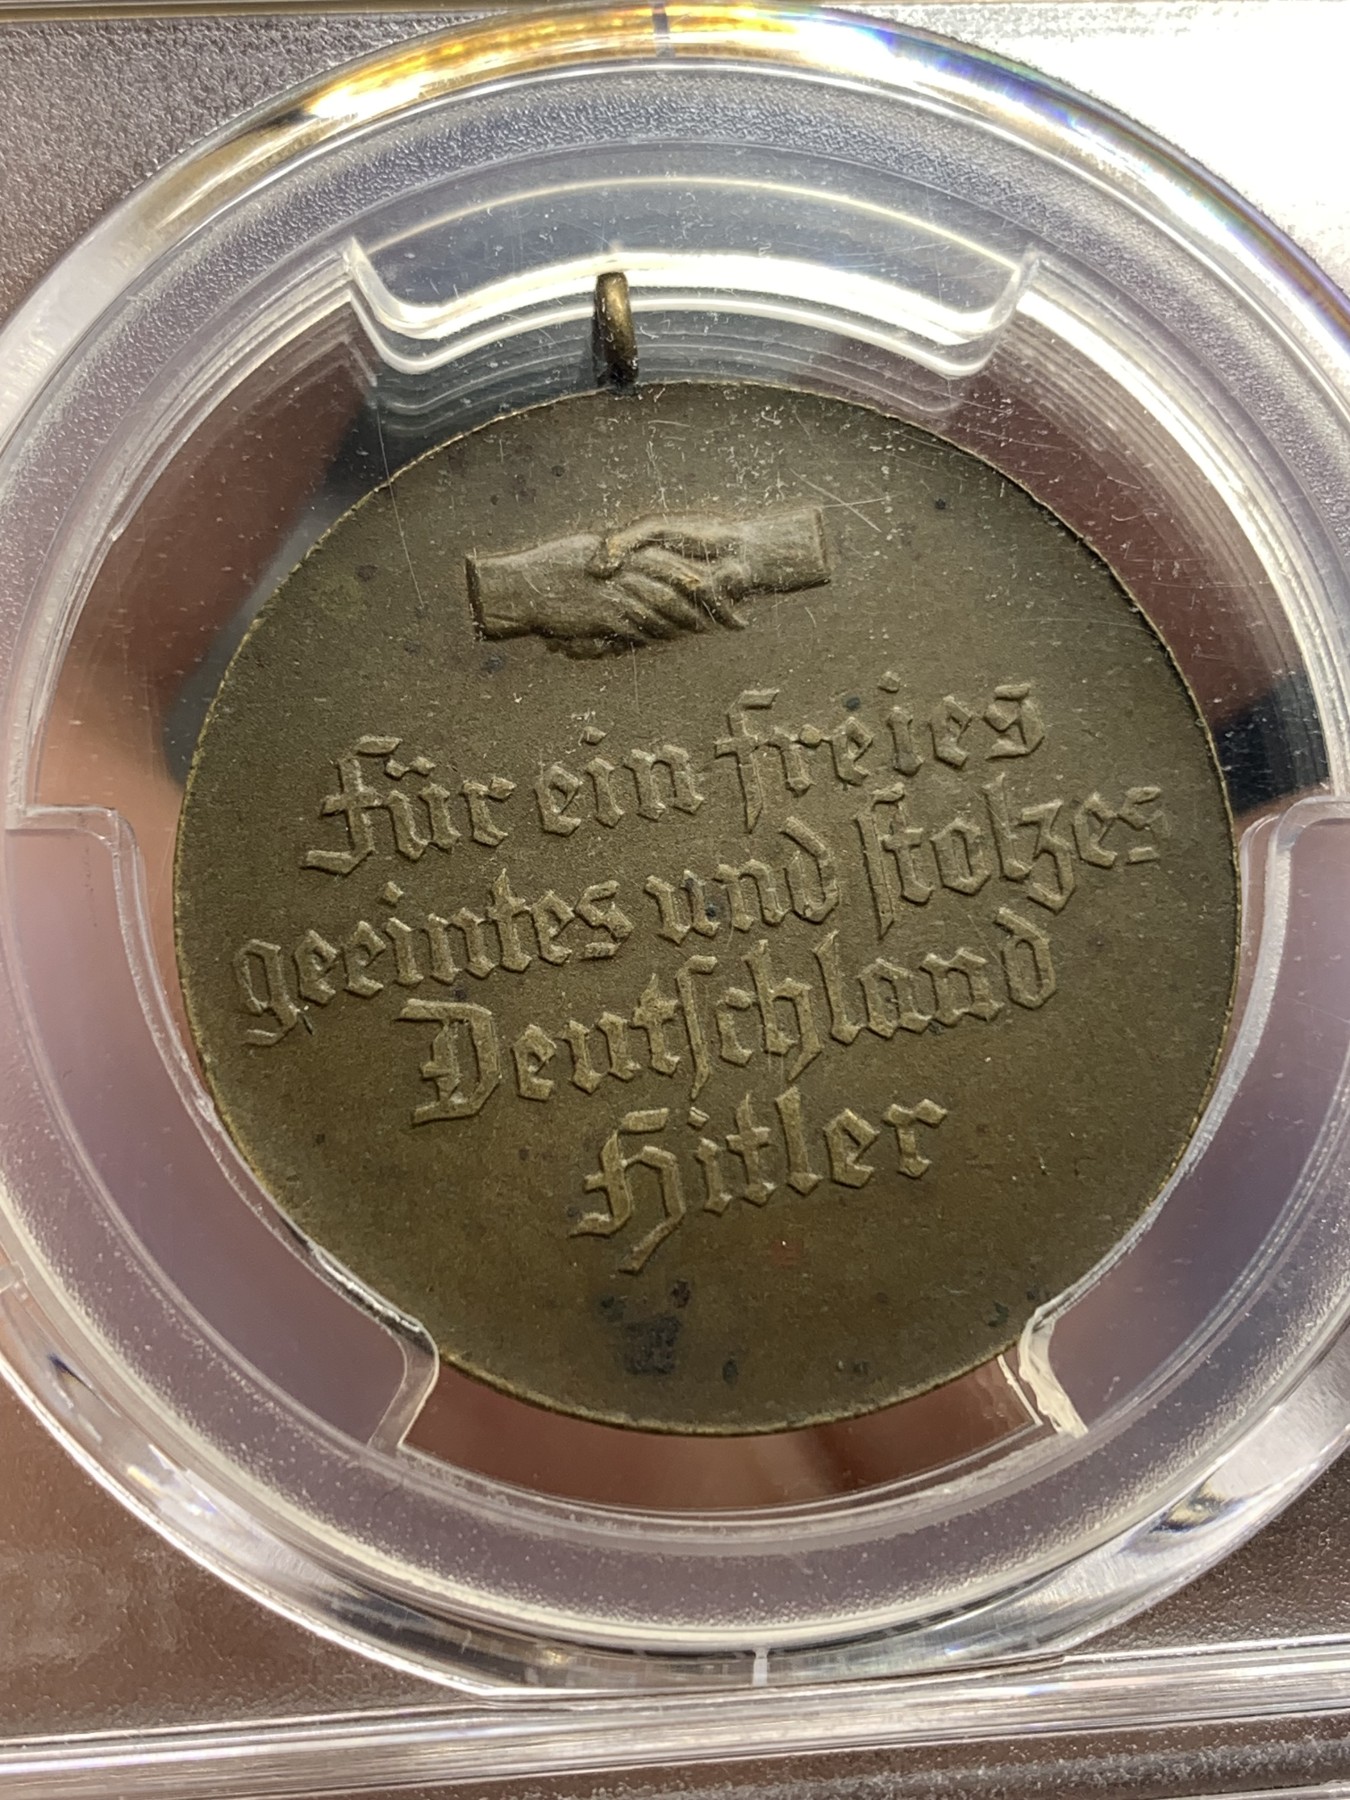 Für ein freies
geeintes und stolzes
Deutschland
Hitler